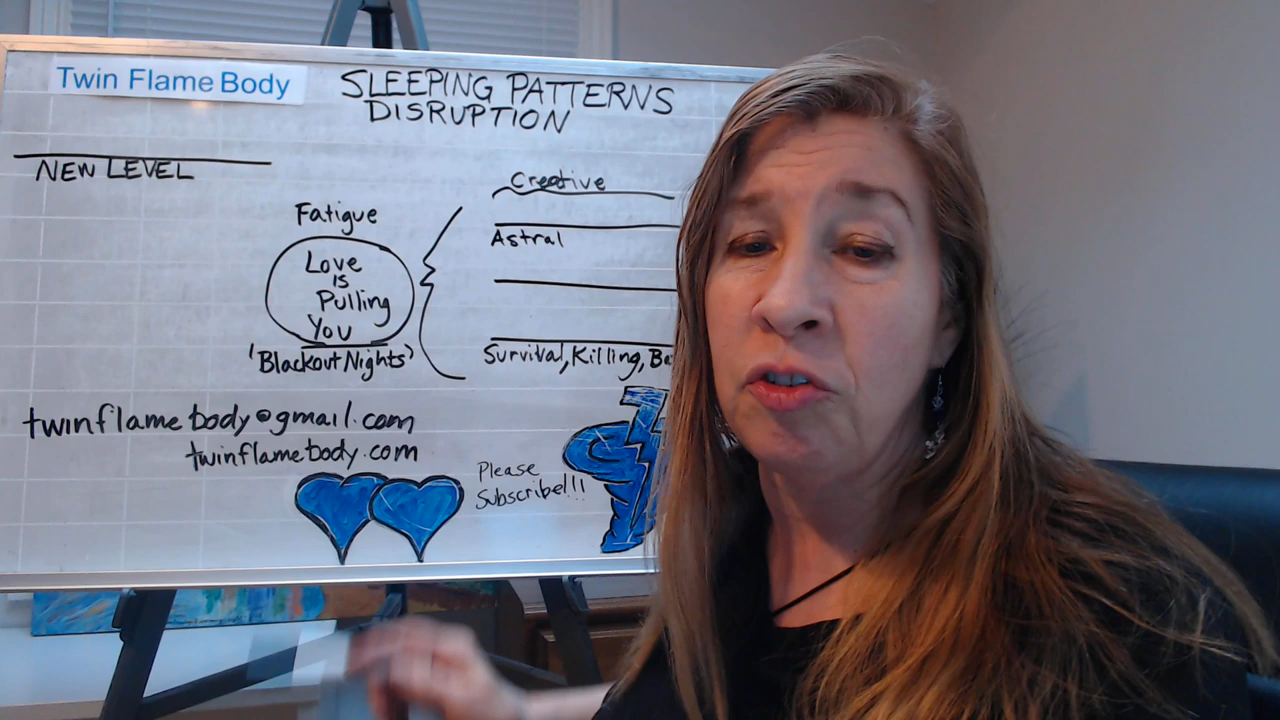 Twin Flame Body
SLEEPING PATTERNS
DISRUPTION
NEW LEVEL
Fatigue
Love
is
Pulling
You
'Blackout Nights'
Creative
Astral
Survival, Killing,
twinflamebody@gmail.com
twinflamebody.com
Please
Subscribe!!!